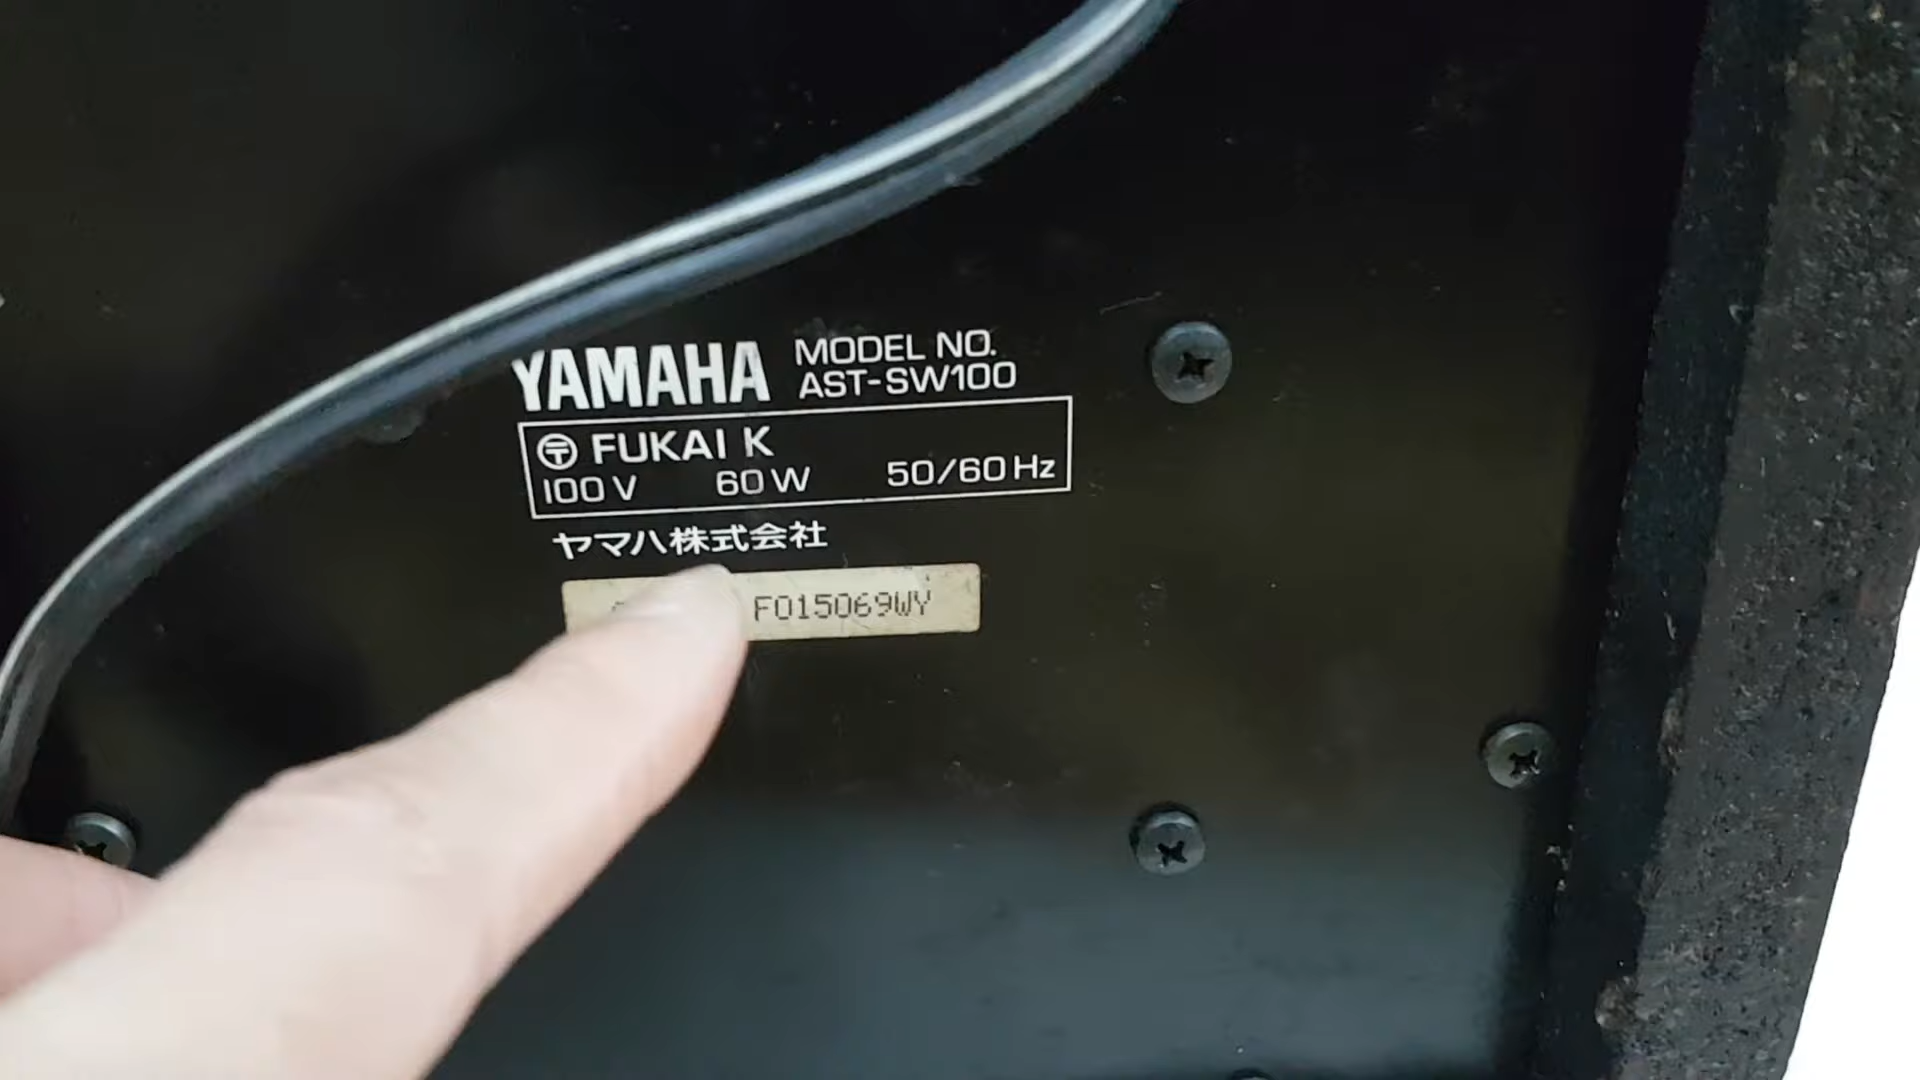 YAMAHA MODEL NO.
AST-SW100
〶 FUKAI K
100 V 60 W 50/60 Hz
ヤマハ株式会社
F015069WY